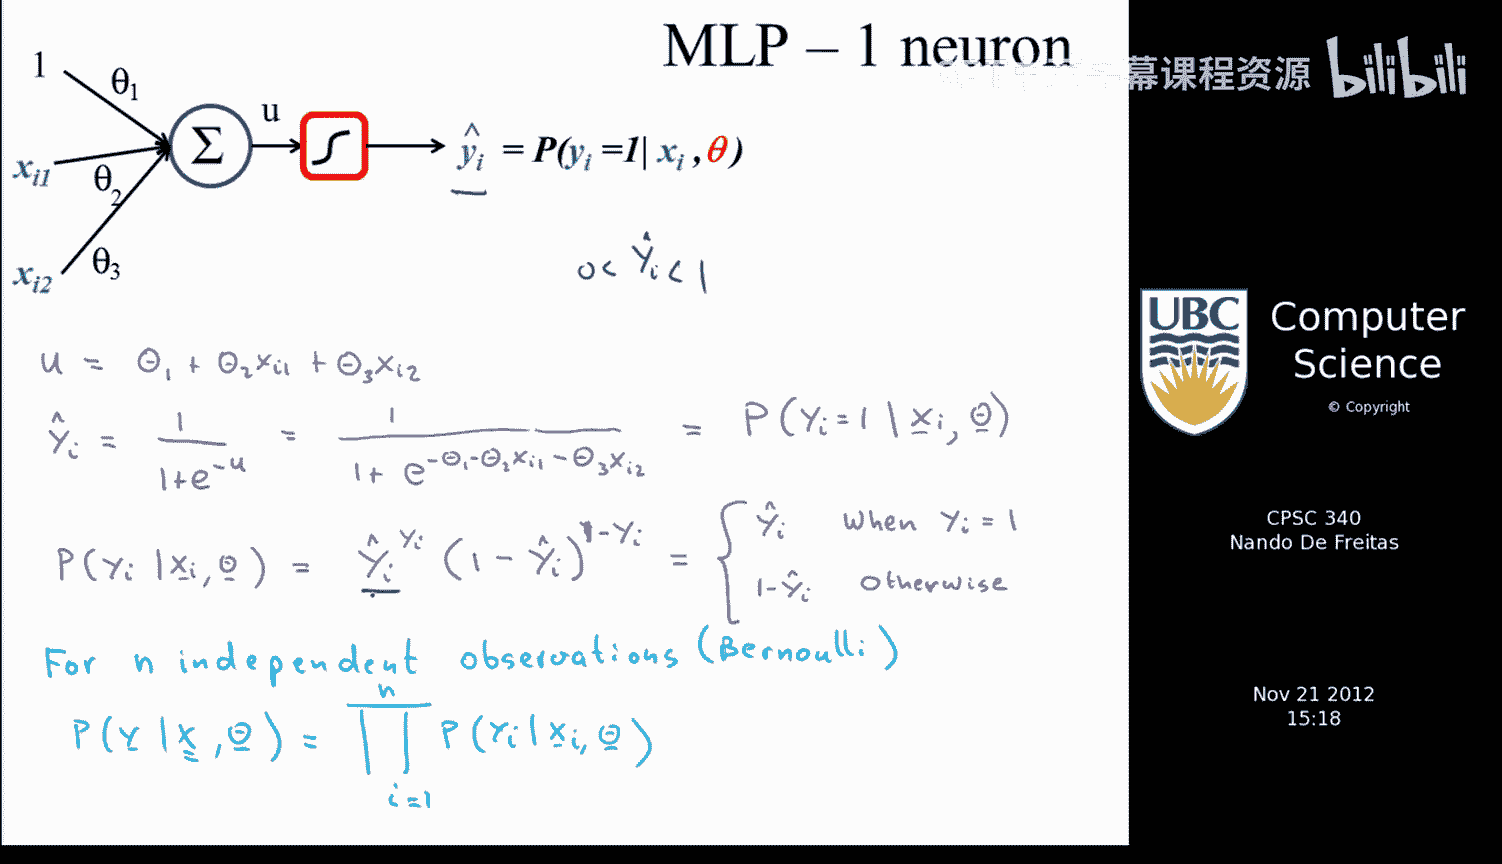 MLP – 1 neuron
幕课程资源 bilibili
1
θ₁
u
Σ
ŷᵢ = P(yᵢ =1| xᵢ ,θ)
xᵢ₁
θ₂
xᵢ₂
θ₃
0 < ŷᵢ < 1
u = θ₁ + θ₂xᵢ₁ + θ₃xᵢ₂
ŷᵢ = 1/(1+e^(-u)) = 1/(1+ e^(-θ₁-θ₂xᵢ₁-θ₃xᵢ₂)) = P(yᵢ=1 | xᵢ, θ)
P(yᵢ | xᵢ, θ) = ŷᵢ^(yᵢ) (1 - ŷᵢ)^(1-yᵢ) = { ŷᵢ when yᵢ = 1
1-ŷᵢ otherwise
For n independent observations (Bernoulli)
P(y | x, θ) = ∏ᵢ₌₁ⁿ P(yᵢ | xᵢ, θ)
UBC
Computer
Science
© Copyright
CPSC 340
Nando De Freitas
Nov 21 2012
15:18